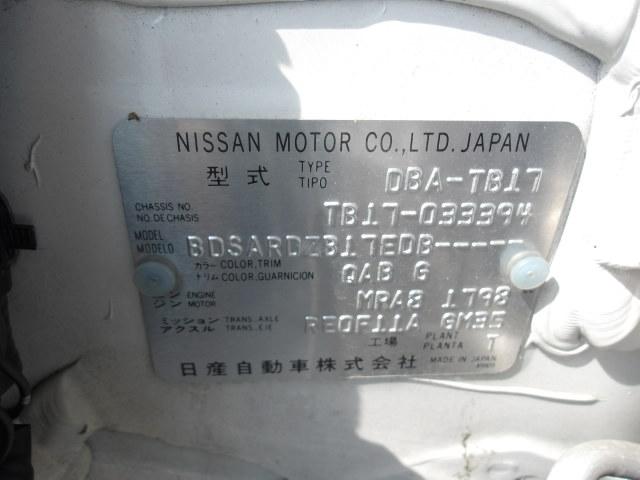 NISSAN MOTOR CO.,LTD. JAPAN
型式 TYPE TIPO DBA-TB17
CHASSIS NO. NO.DE CHASIS TB17-033394
MODEL MODELO BDSARDZB17EDB-----
カラー COLOR,TRIM
トリム COLOR,GUARNICION QAB G
ジン ENGINE
ジン MOTOR MRA8 1798
ミッション TRANS. AXLE
アクスル TRANS. EJE RE0F11A GM35
工場 PLANT PLANTA T
日産自動車株式会社 MADE IN JAPAN